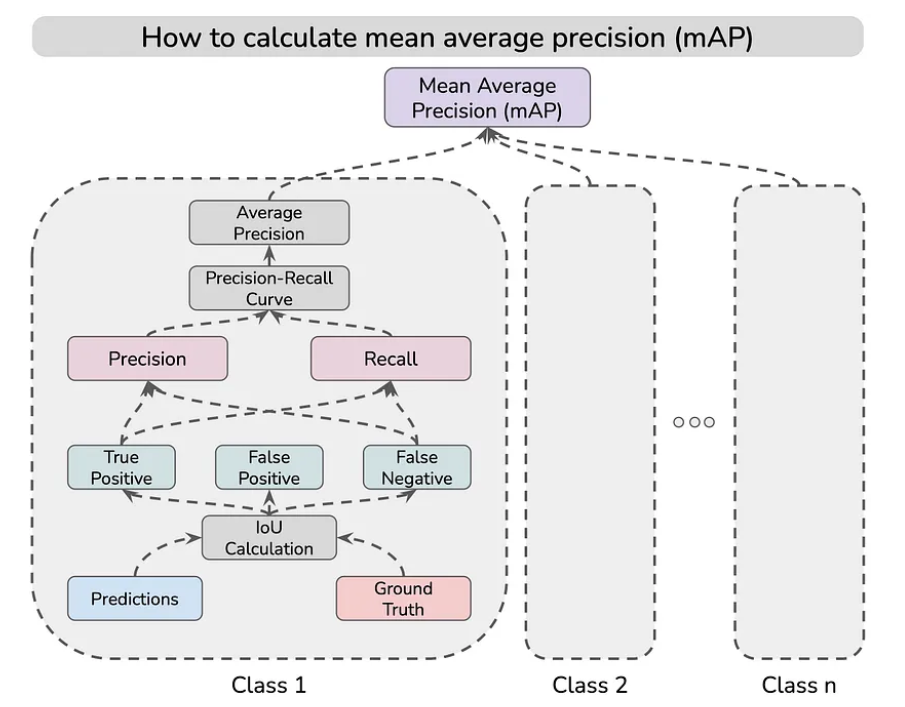 How to calculate mean average precision (mAP)
Mean Average
Precision (mAP)
Average
Precision
Precision-Recall
Curve
Precision
Recall
True
Positive
False
Positive
False
Negative
IoU
Calculation
Predictions
Ground
Truth
Class 1
Class 2
Class n